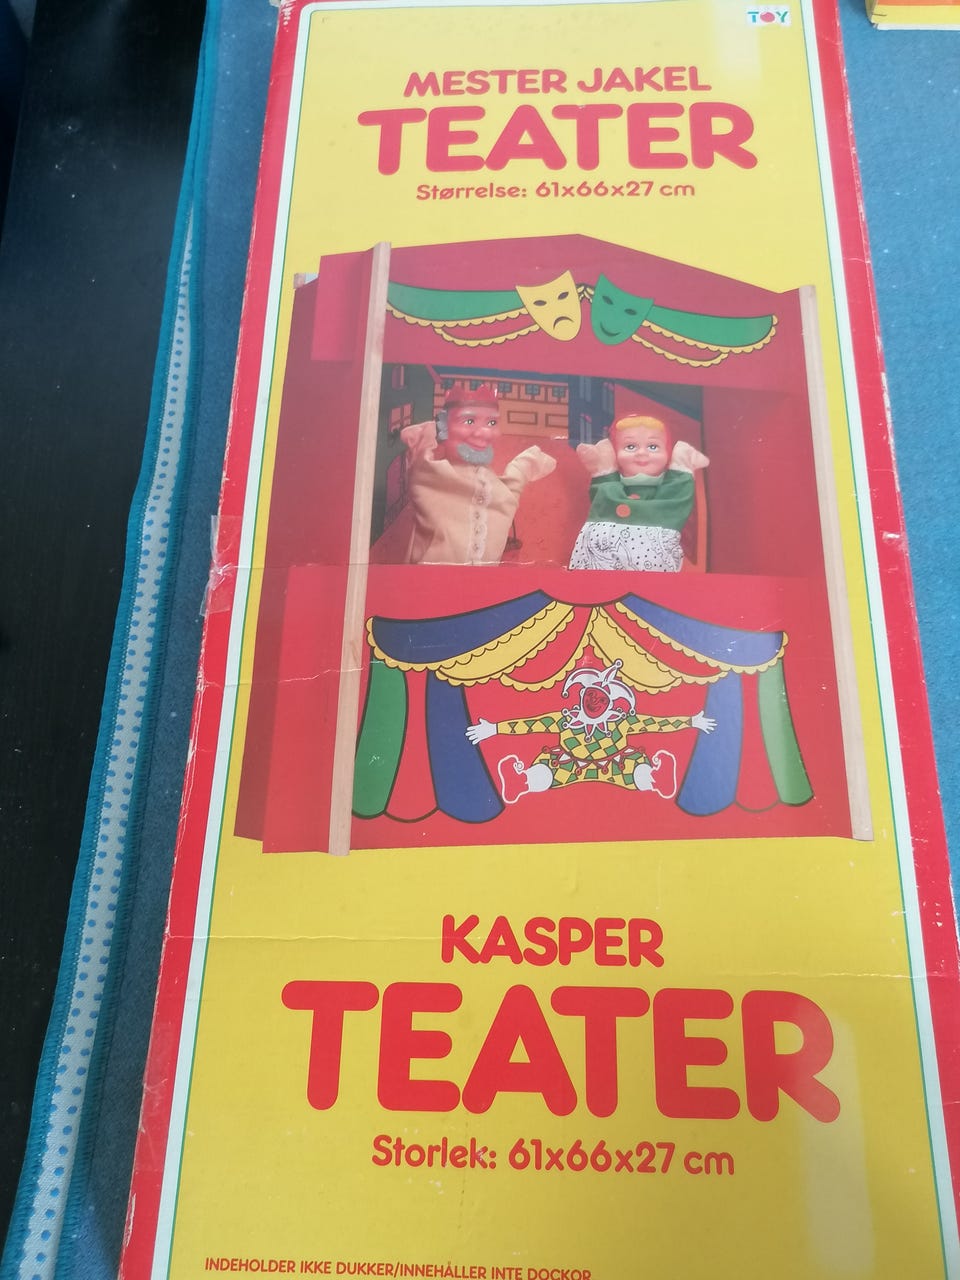 TOY
MESTER JAKEL
TEATER
Størrelse: 61x66x27 cm
KASPER
TEATER
Storlek: 61x66x27 cm
INDEHOLDER IKKE DUKKER/INNEHÅLLER INTE DOCKOR